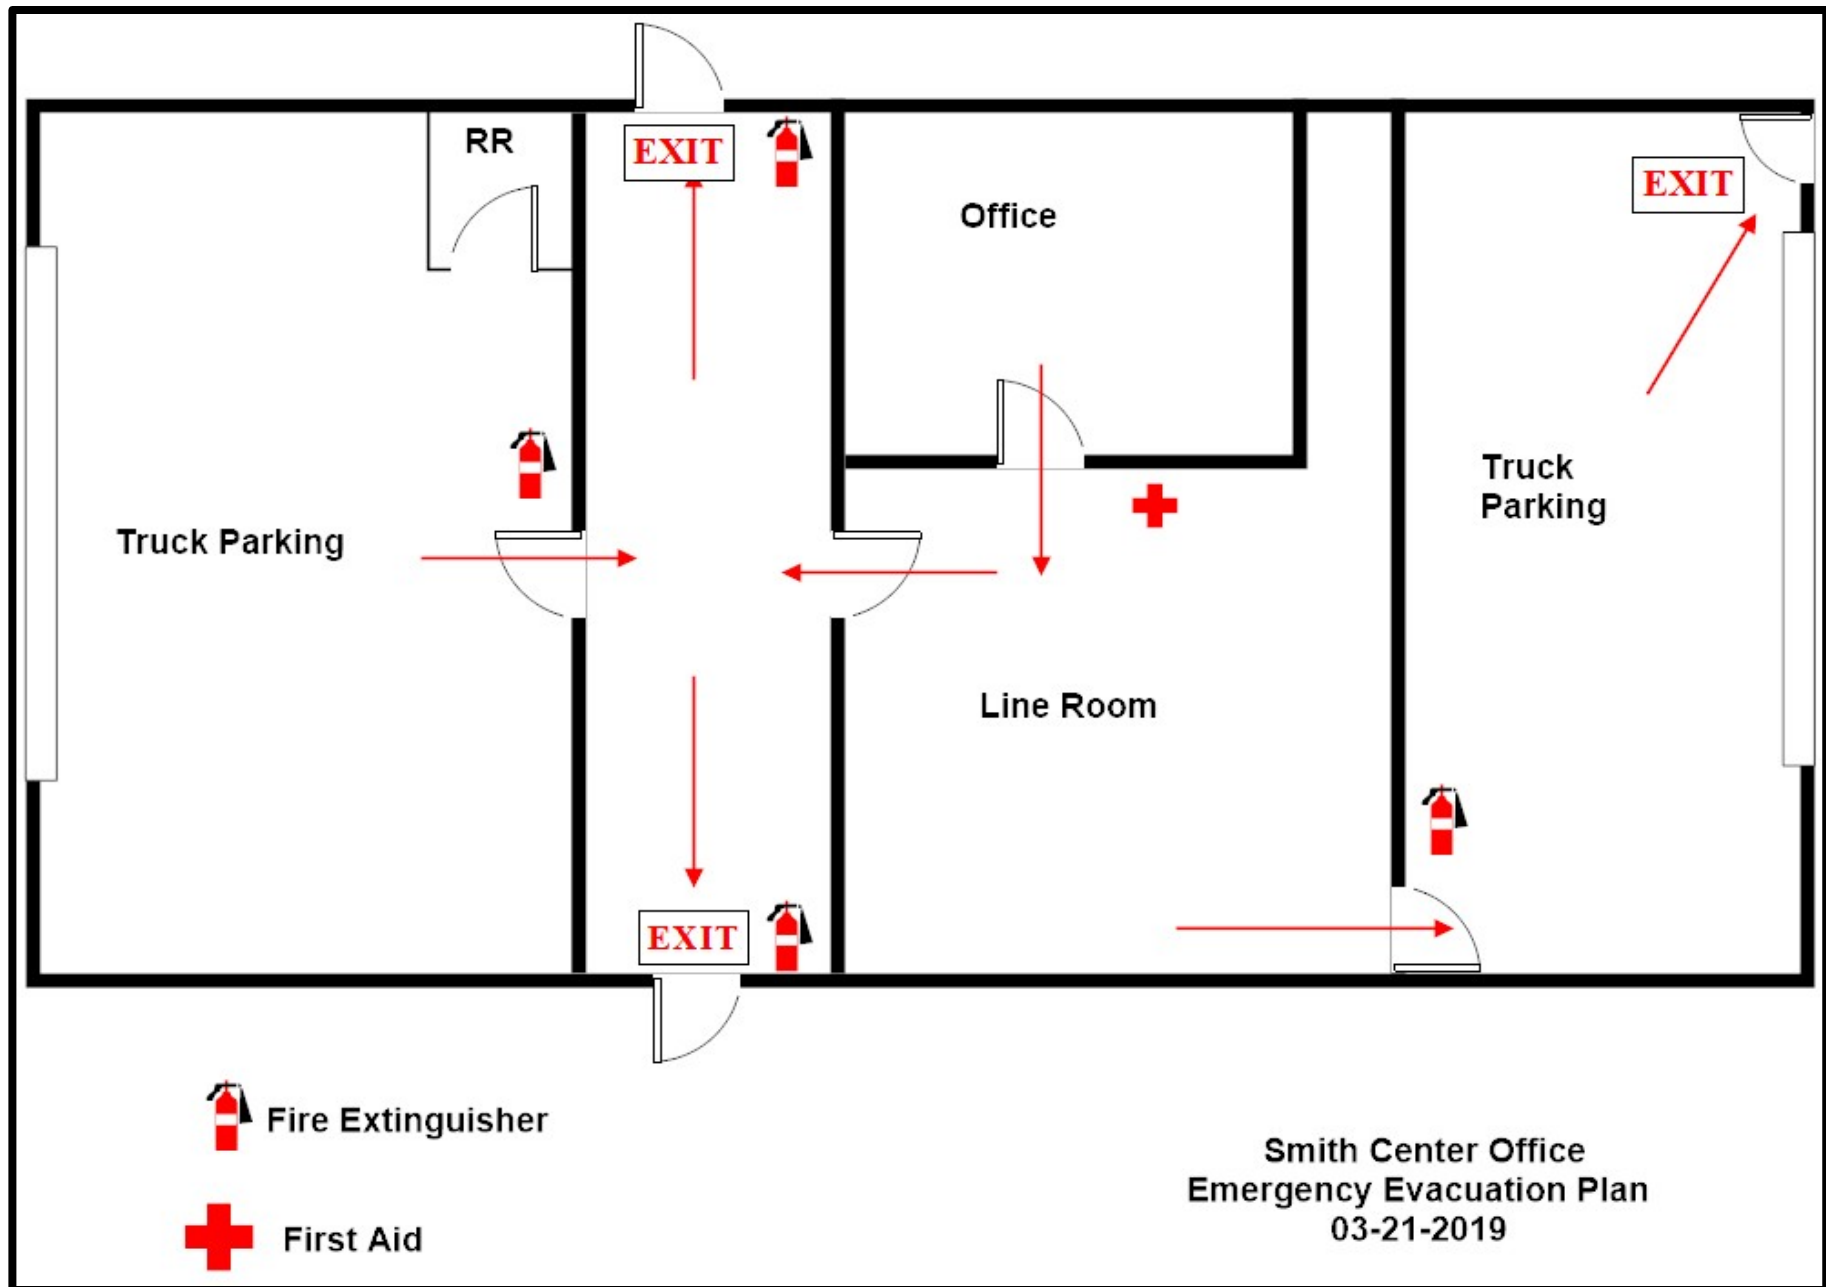 RR
EXIT
EXIT
Office
Truck
Parking
Truck Parking
Line Room
EXIT
Fire Extinguisher
First Aid
Smith Center Office
Emergency Evacuation Plan
03-21-2019